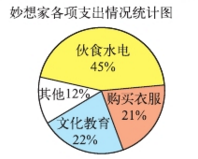 妙想家各项支出情况统计图
伙食水电
45%
其他12%
购买衣服
21%
文化教育
22%